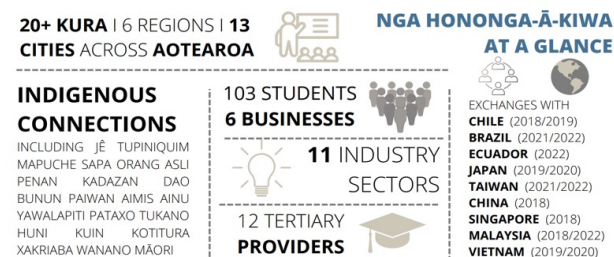 20+ KURA | 6 REGIONS | 13
CITIES ACROSS AOTEAROA
NGA HONONGA-Ā-KIWA
AT A GLANCE
INDIGENOUS
CONNECTIONS
INCLUDING JÊ TUPINIQUIM
MAPUCHE SAPA ORANG ASLI
PENAN KADAZAN DAO
BUNUN PAIWAN AIMIS AINU
YAWALAPITI PATAXO TUKANO
HUNI KUIN KOTITURA
XAKRIABA WANANO MĀORI
103 STUDENTS
6 BUSINESSES
11 INDUSTRY
SECTORS
12 TERTIARY
PROVIDERS
EXCHANGES WITH
CHILE (2018/2019)
BRAZIL (2021/2022)
ECUADOR (2022)
JAPAN (2019/2020)
TAIWAN (2021/2022)
CHINA (2018)
SINGAPORE (2018)
MALAYSIA (2018/2022)
VIETNAM (2019/2020)